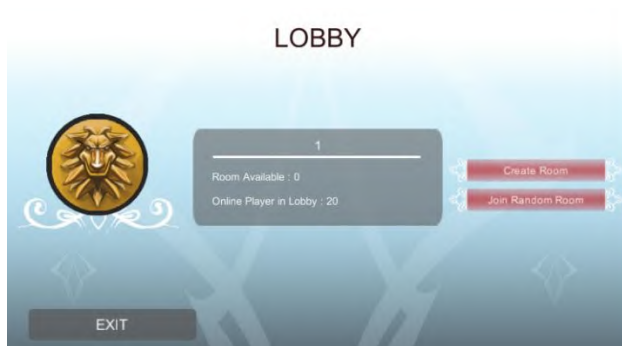 LOBBY
1
Room Available : 0
Online Player in Lobby : 20
Create Room
Join Random Room
EXIT